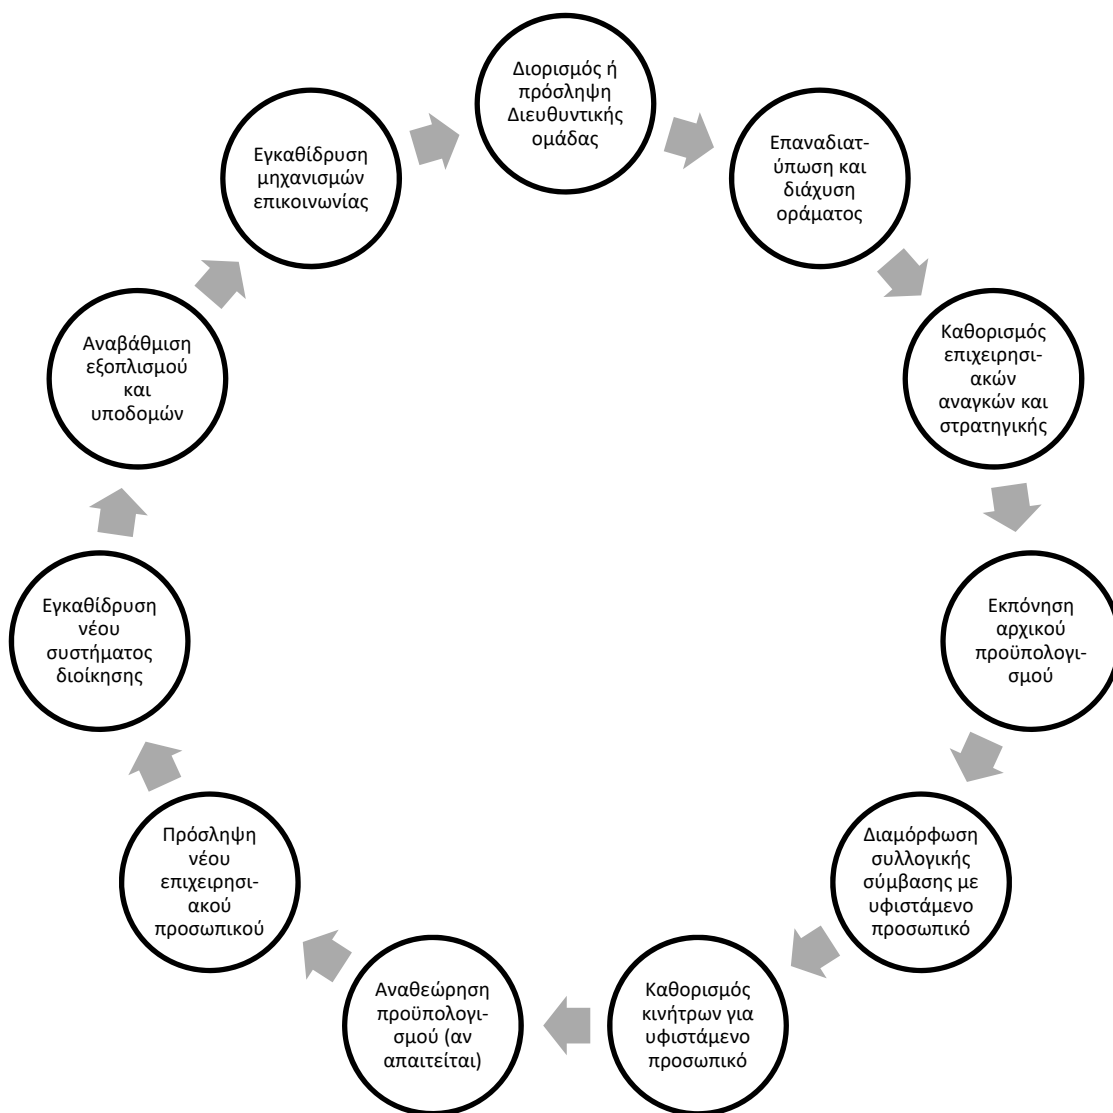 Διορισμός ή
πρόσληψη
Διευθυντικής
ομάδας
Επαναδιατ-
ύπωση και
διάχυση
οράματος
Καθορισμός
επιχειρησι-
ακών
αναγκών και
στρατηγικής
Εκπόνηση
αρχικού
προϋπολογι-
σμού
Διαμόρφωση
συλλογικής
σύμβασης με
υφιστάμενο
προσωπικό
Καθορισμός
κινήτρων για
υφιστάμενο
προσωπικό
Αναθεώρηση
προϋπολογι-
σμού (αν
απαιτείται)
Πρόσληψη
νέου
επιχειρησι-
ακού
προσωπικού
Εγκαθίδρυση
νέου
συστήματος
διοίκησης
Αναβάθμιση
εξοπλισμού
και
υποδομών
Εγκαθίδρυση
μηχανισμών
επικοινωνίας